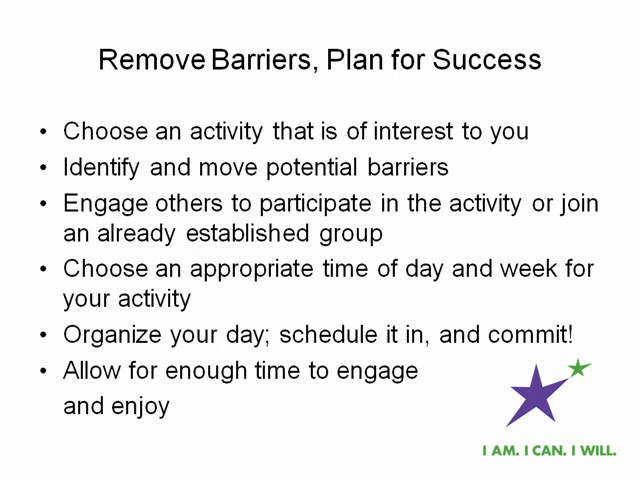 Remove Barriers, Plan for Success
• Choose an activity that is of interest to you
• Identify and move potential barriers
• Engage others to participate in the activity or join
an already established group
• Choose an appropriate time of day and week for
your activity
• Organize your day; schedule it in, and commit!
• Allow for enough time to engage
and enjoy
I AM. I CAN. I WILL.